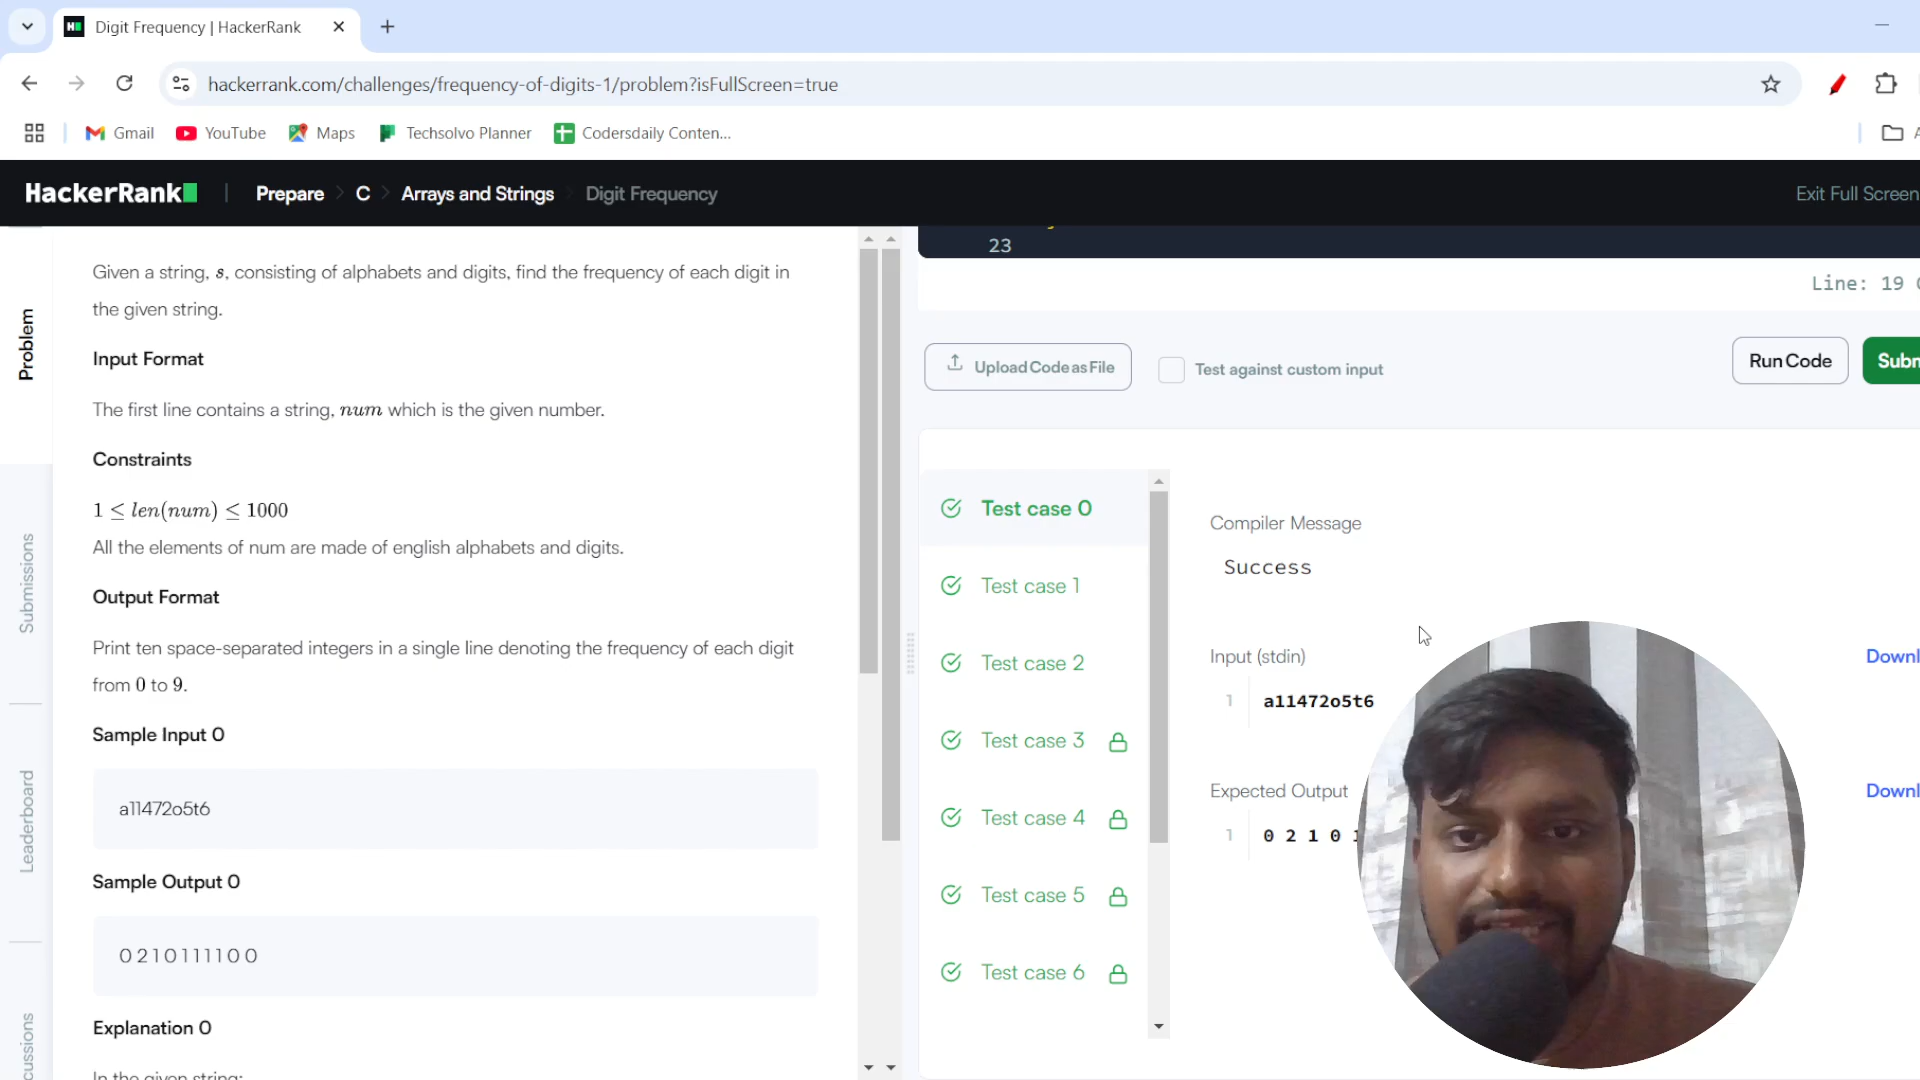 Digit Frequency | HackerRank
hackerrank.com/challenges/frequency-of-digits-1/problem?isFullScreen=true
Gmail YouTube Maps Techsolvo Planner Codersdaily Conten...
HackerRank | Prepare > C > Arrays and Strings Digit Frequency Exit Full Screen
Problem
Submissions
Leaderboard
Given a string, s, consisting of alphabets and digits, find the frequency of each digit in
the given string.
Input Format
The first line contains a string, num which is the given number.
Constraints
1 ≤ len(num) ≤ 1000
All the elements of num are made of english alphabets and digits.
Output Format
Print ten space-separated integers in a single line denoting the frequency of each digit
from 0 to 9.
Sample Input 0
a11472o5t6
Sample Output 0
0 2 1 0 1 1 1 1 0 0
Explanation 0
In the given string:
23
Line: 19
Upload Code as File
Test against custom input
Run Code
Test case 0
Test case 1
Test case 2
Test case 3
Test case 4
Test case 5
Test case 6
Compiler Message
Success
Input (stdin)
1 a11472o5t6
Expected Output
1 0 2 1 0